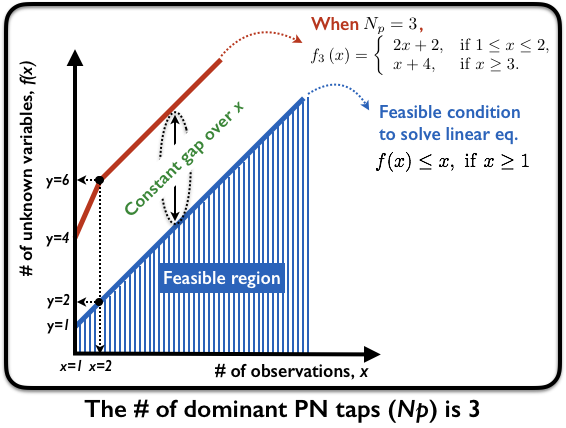 When N_p = 3,
f_3 (x) = { 2x + 2, if 1 ≤ x ≤ 2,
x + 4, if x ≥ 3.
Feasible condition
to solve linear eq.
f(x) ≤ x, if x ≥ 1
# of unknown variables, f(x)
Constant gap over x
y=6
y=4
y=2
y=1
Feasible region
x=1 x=2
# of observations, x
The # of dominant PN taps (Np) is 3